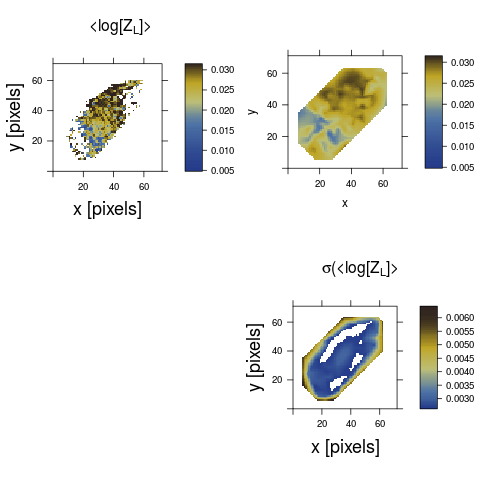 <log[Z_L]>
60
40
20
y [pixels]
20 40 60
x [pixels]
0.030
0.025
0.020
0.015
0.010
0.005
60
40
20
y
20 40 60
x
0.030
0.025
0.020
0.015
0.010
0.005
σ(<log[Z_L]>
60
40
20
y [pixels]
20 40 60
x [pixels]
0.0060
0.0055
0.0050
0.0045
0.0040
0.0035
0.0030